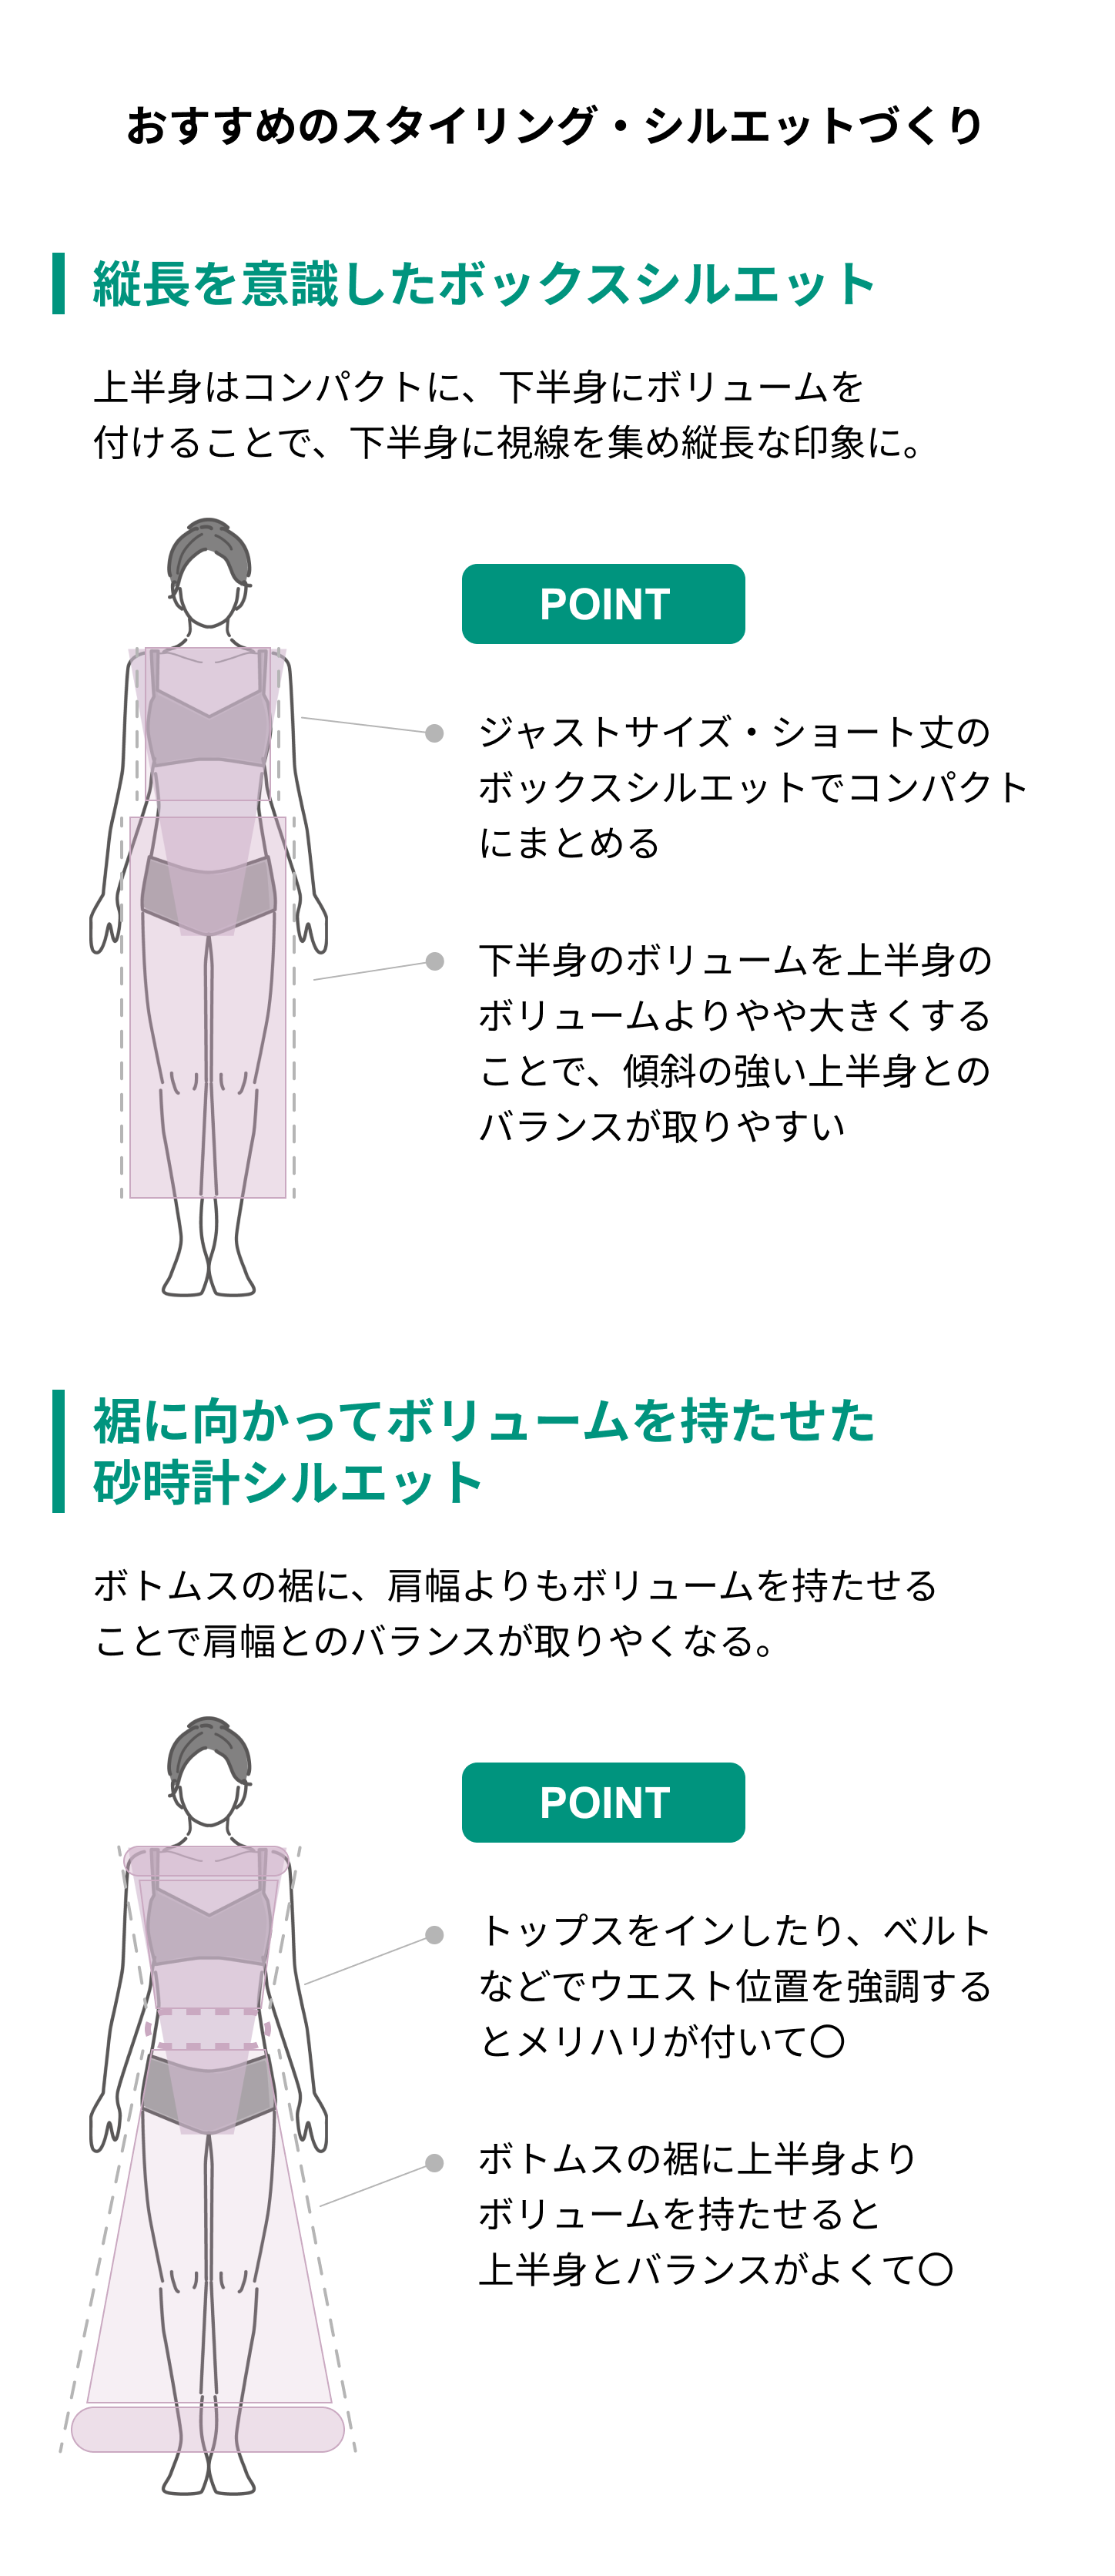 おすすめのスタイリング・シルエットづくり
縦長を意識したボックスシルエット
上半身はコンパクトに、下半身にボリュームを
付けることで、下半身に視線を集め縦長な印象に。
POINT
ジャストサイズ・ショート丈の
ボックスシルエットでコンパクト
にまとめる
下半身のボリュームを上半身の
ボリュームよりやや大きくする
ことで、傾斜の強い上半身との
バランスが取りやすい
裾に向かってボリュームを持たせた
砂時計シルエット
ボトムスの裾に、肩幅よりもボリュームを持たせる
ことで肩幅とのバランスが取りやくなる。
POINT
トップスをインしたり、ベルト
などでウエスト位置を強調する
とメリハリが付いて〇
ボトムスの裾に上半身より
ボリュームを持たせると
上半身とバランスがよくて〇